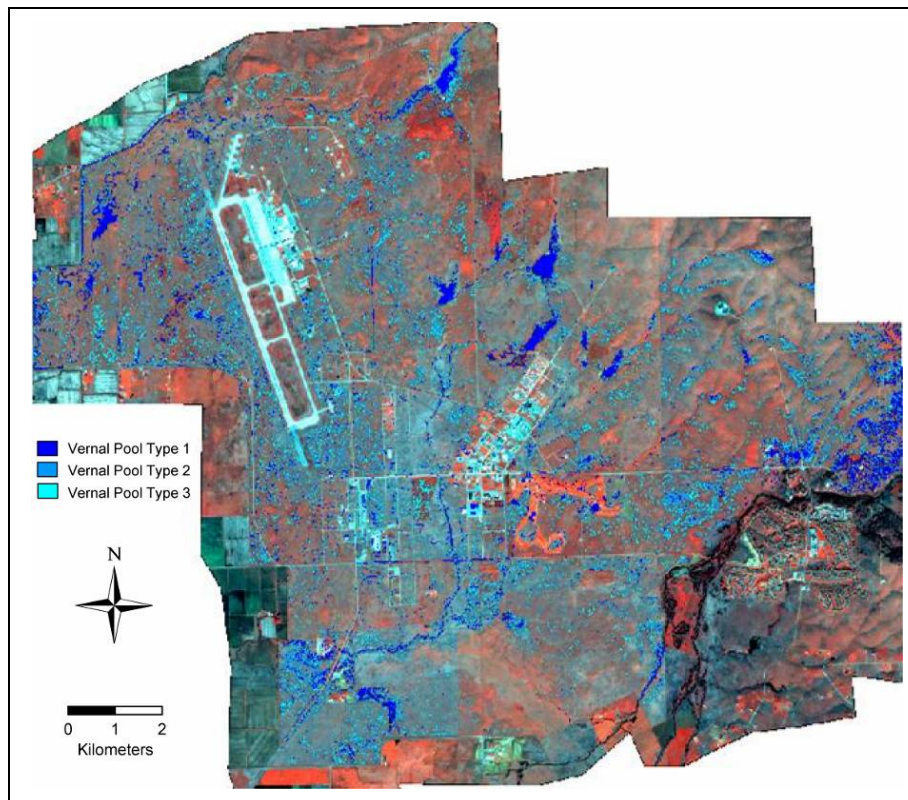 Vernal Pool Type 1
Vernal Pool Type 2
Vernal Pool Type 3
N
0 1 2
Kilometers